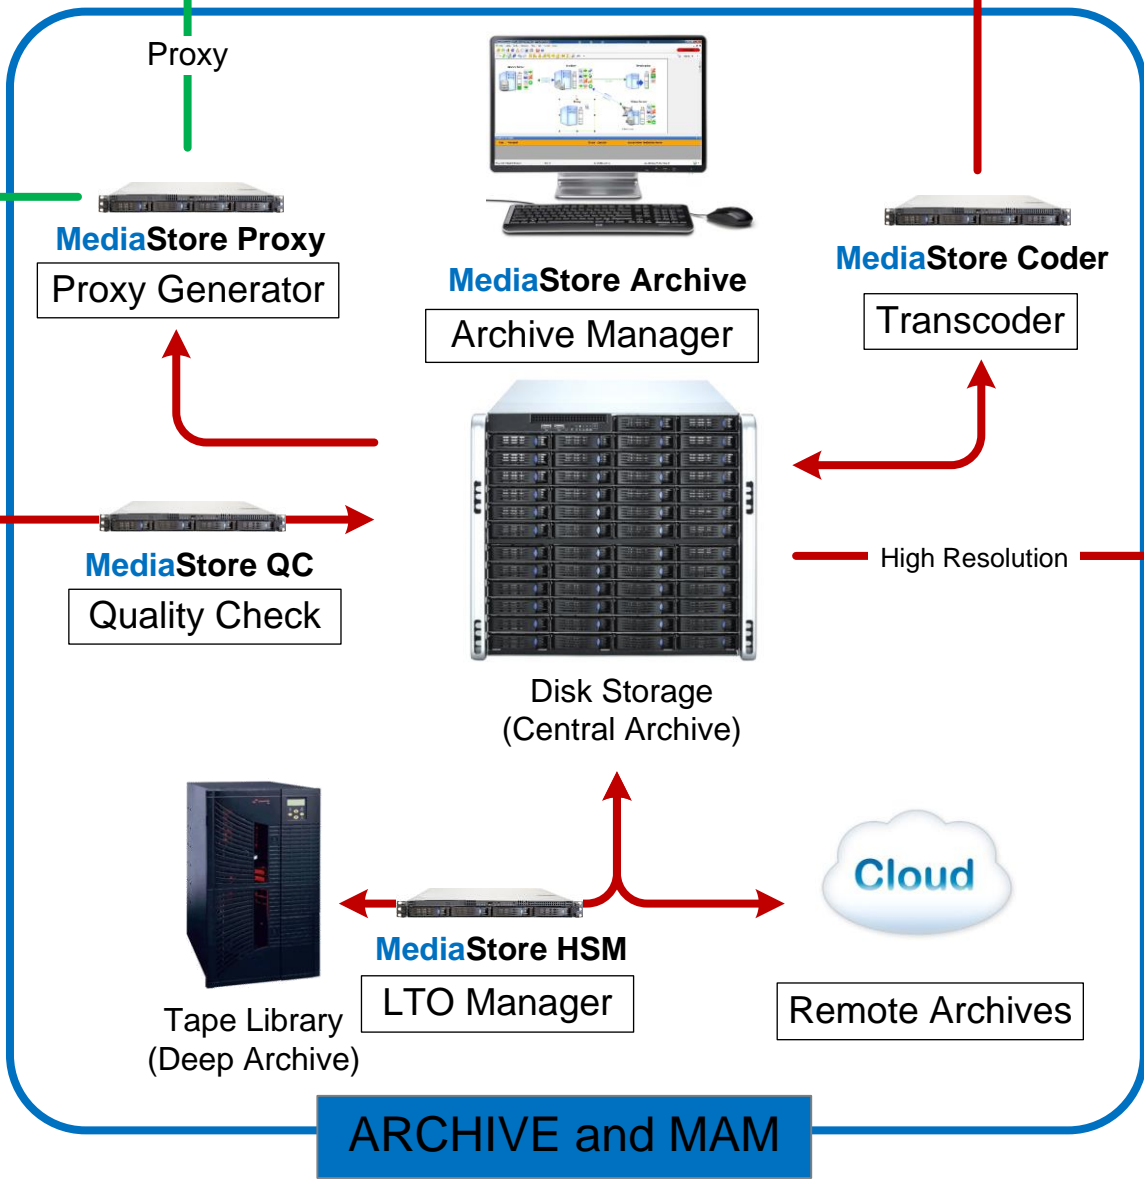 Proxy
MediaStore Proxy
Proxy Generator
MediaStore Archive
Archive Manager
MediaStore Coder
Transcoder
MediaStore QC
Quality Check
High Resolution
Disk Storage
(Central Archive)
Cloud
MediaStore HSM
LTO Manager
Remote Archives
Tape Library
(Deep Archive)
ARCHIVE and MAM